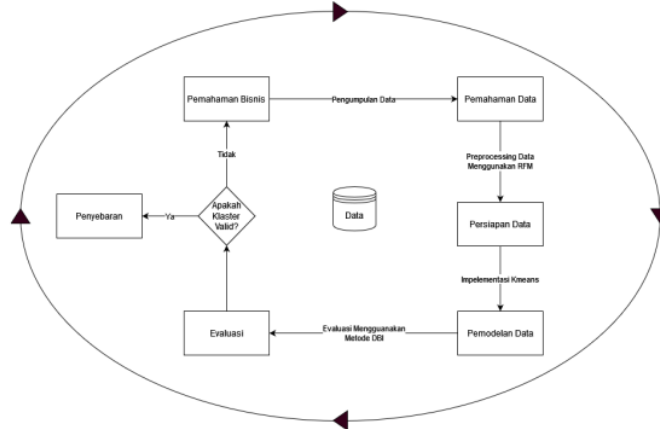 Pemahaman Bisnis
Pengumpulan Data
Pemahaman Data
Tidak
Preprocessing Data
Menggunakan RFM
Penyebaran
Ya
Apakah
Klaster
Valid?
Data
Persiapan Data
Impelementasi Kmeans
Evaluasi
Evaluasi Mengguanakan
Metode DBI
Pemodelan Data